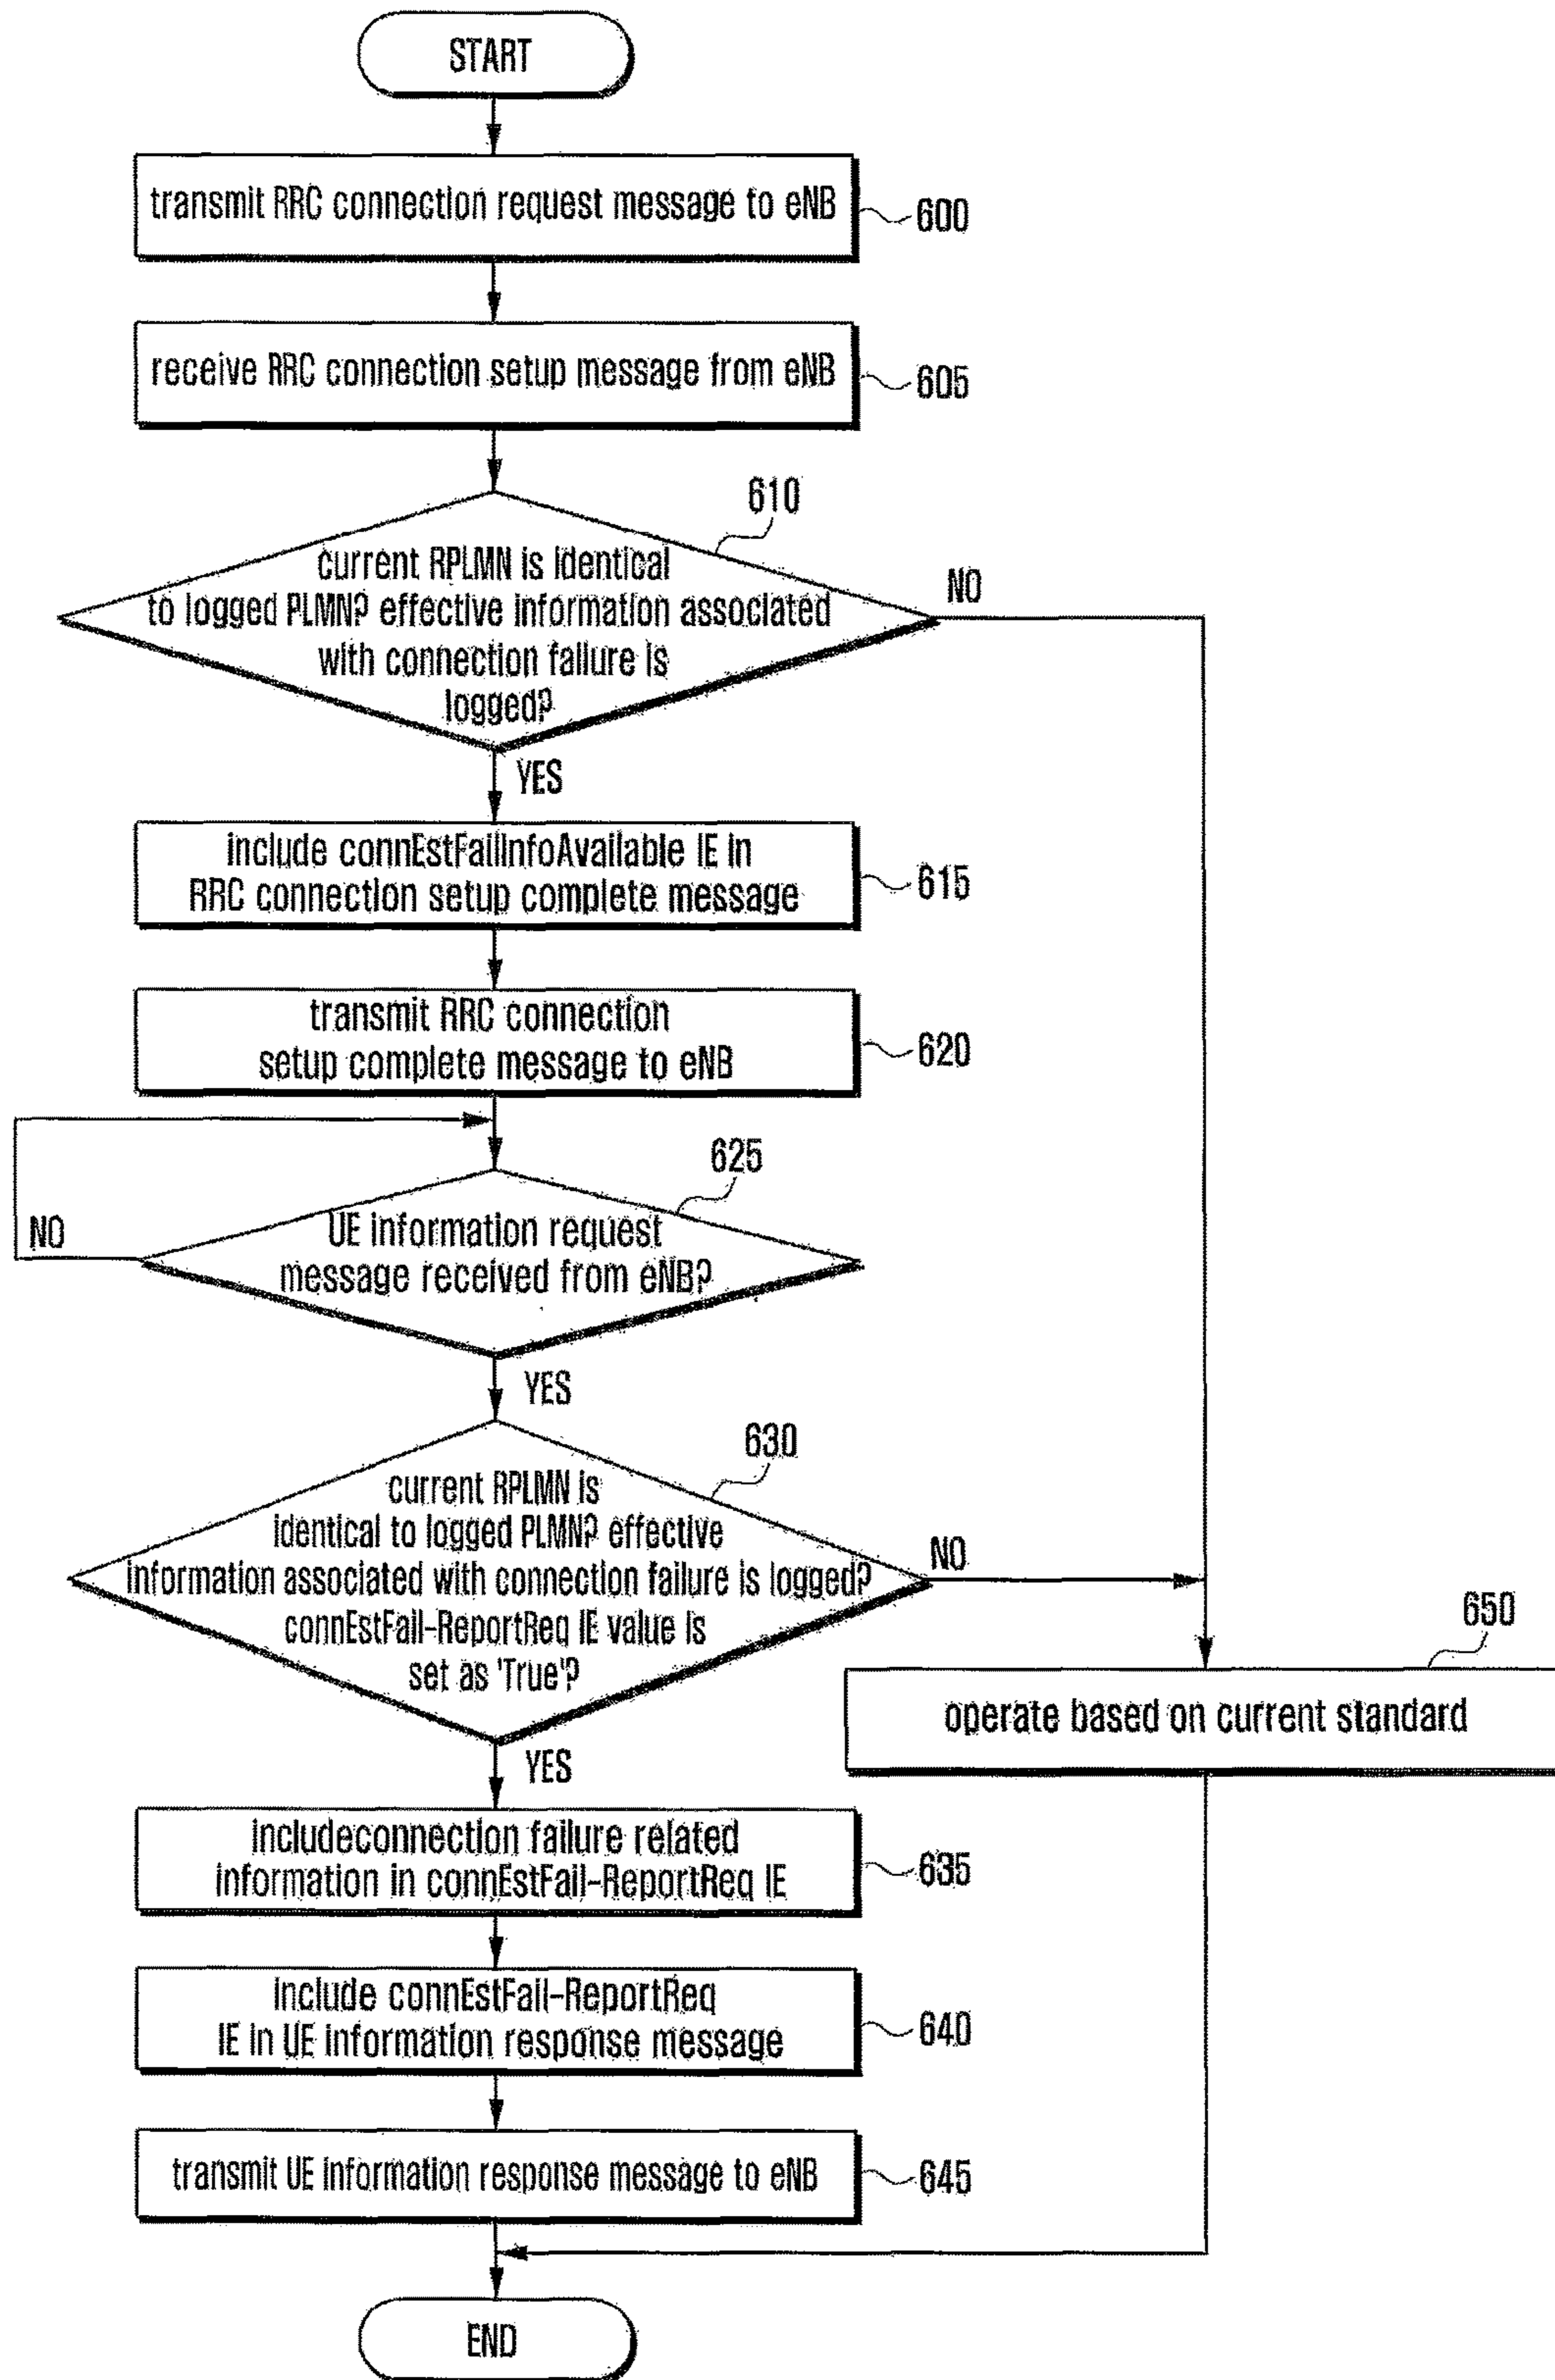 START
transmit RRC connection request message to eNB
600
receive RRC connection setup message from eNB
605
610
current RPLMN is identical
to logged PLMN? effective information associated
with connection failure is
logged?
NO
YES
include connEstFailInfoAvailable IE in
RRC connection setup complete message
615
transmit RRC connection
setup complete message to eNB
620
625
UE information request
message received from eNB?
NO
YES
630
current RPLMN is
identical to logged PLMN? effective
information associated with connection failure is logged?
connEstFail-ReportReq IE value is
set as 'True'?
NO
650
operate based on current standard
YES
includeconnection failure related
information in connEstFail-ReportReq IE
635
include connEstFail-ReportReq
IE in UE information response message
640
transmit UE information response message to eNB
645
END